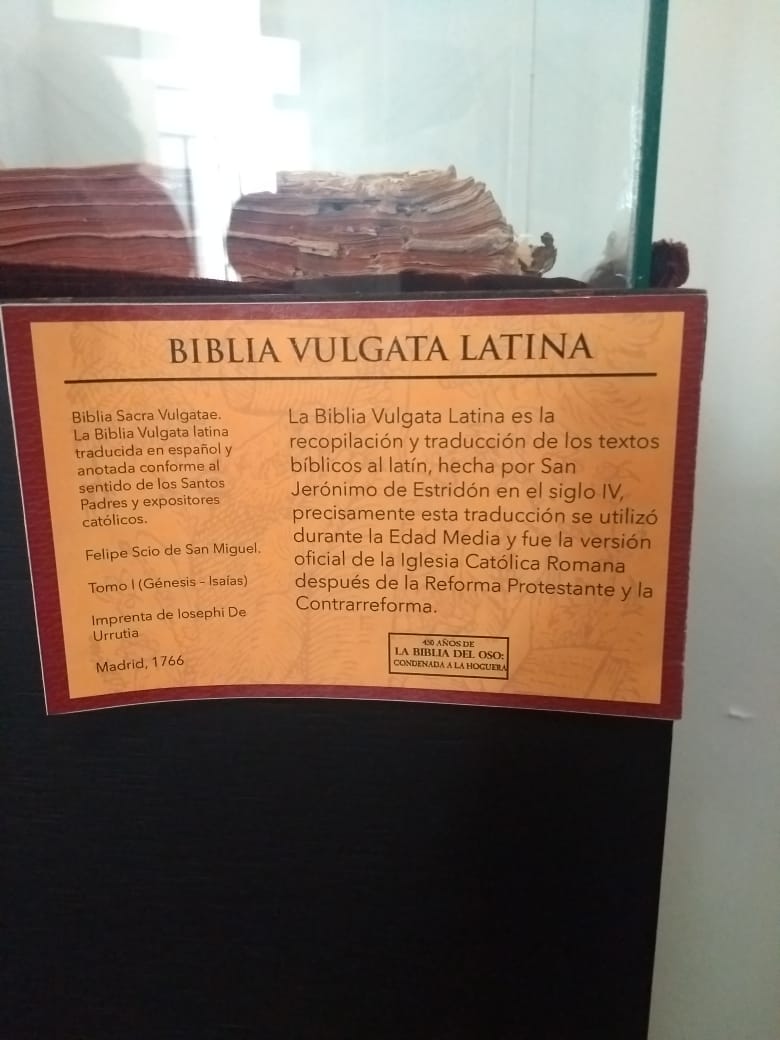 BIBLIA VULGATA LATINA
Biblia Sacra Vulgatae.
La Biblia Vulgata latina
traducida en español y
anotada conforme al
sentido de los Santos
Padres y expositores
católicos.
Felipe Scio de San Miguel.
Tomo I (Génesis - Isaías)
Imprenta de Iosephi De
Urrutia
Madrid, 1766
La Biblia Vulgata Latina es la
recopilación y traducción de los textos
bíblicos al latín, hecha por San
Jerónimo de Estridón en el siglo IV,
precisamente esta traducción se utilizó
durante la Edad Media y fue la versión
oficial de la Iglesia Católica Romana
después de la Reforma Protestante y la
Contrarreforma.
450 AÑOS DE
LA BIBLIA DEL OSO:
CONDENADA A LA HOGUERA